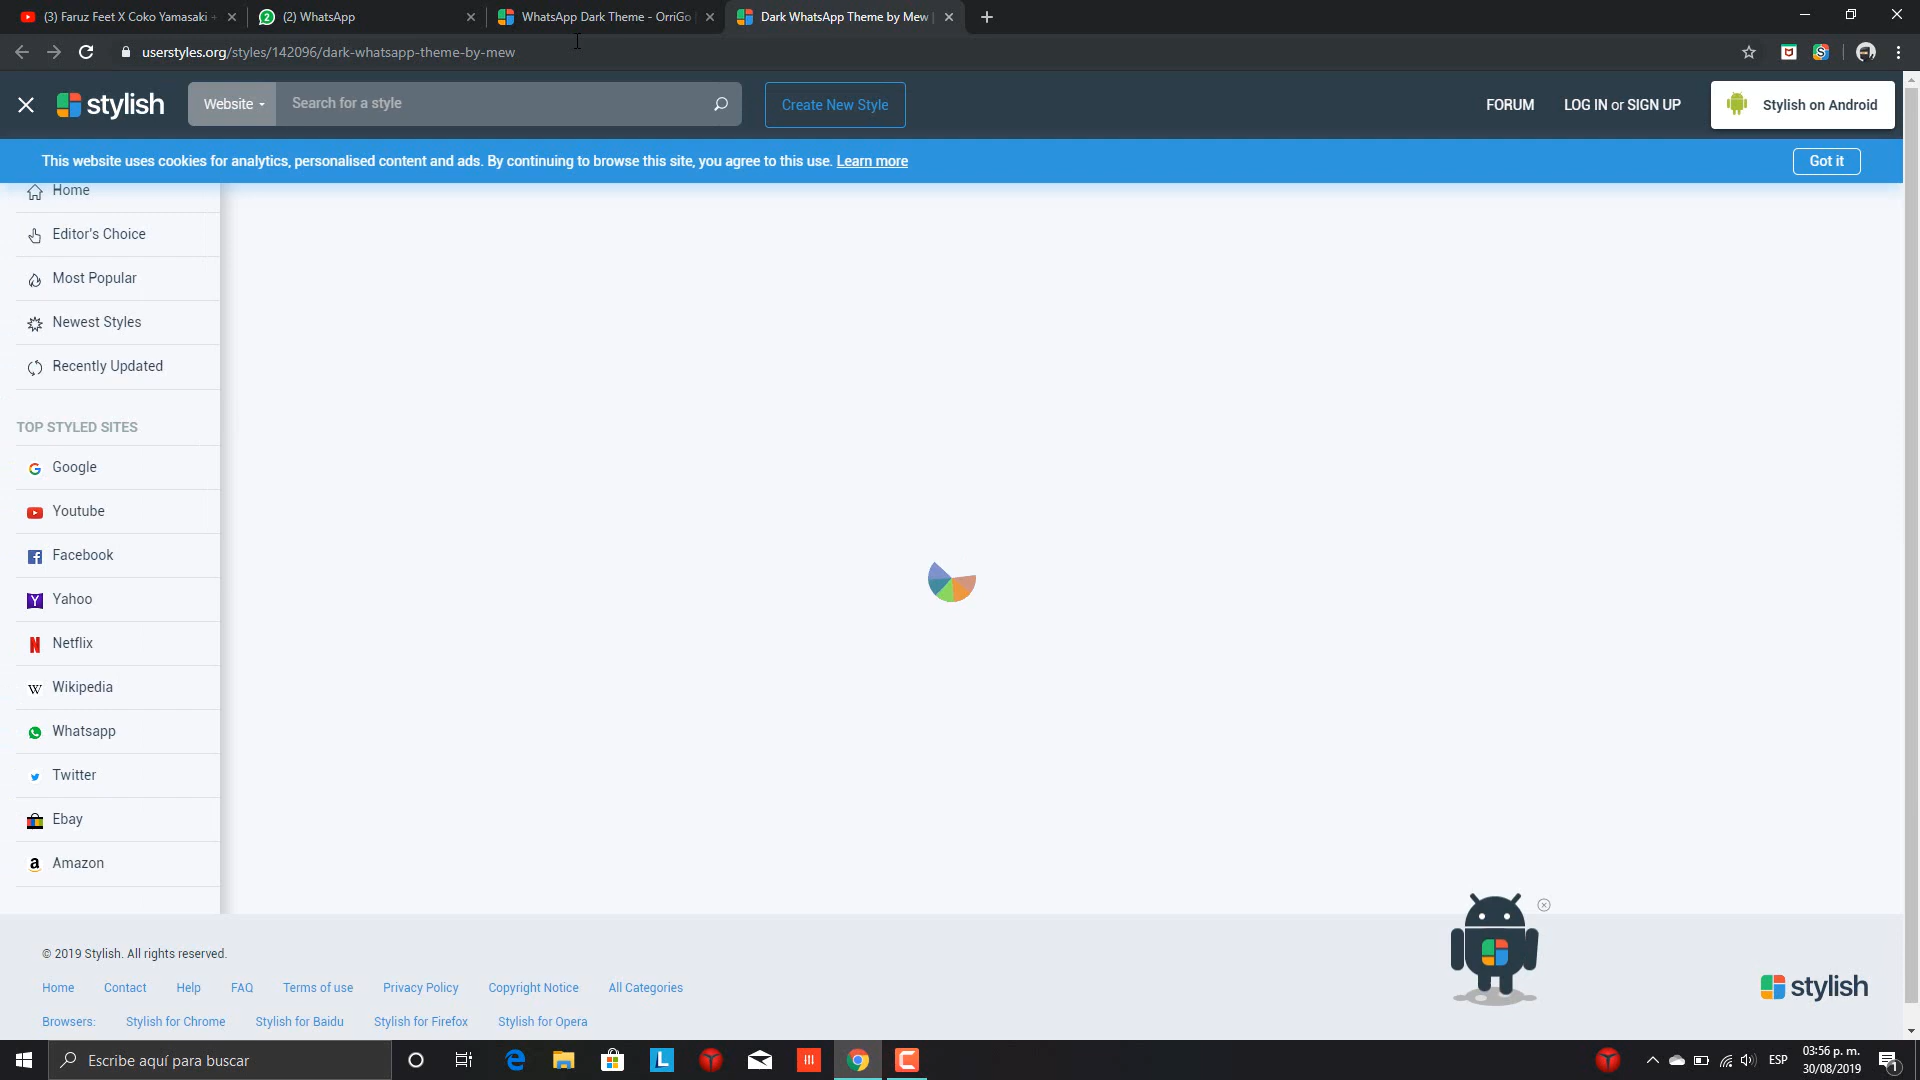 (3) Faruz Feet X Coko Yamasaki
(2) WhatsApp
WhatsApp Dark Theme - OrriGo
Dark WhatsApp Theme by Mew
userstyles.org/styles/142096/dark-whatsapp-theme-by-mew
stylish
Website
Search for a style
Create New Style
FORUM
LOG IN or SIGN UP
Stylish on Android
This website uses cookies for analytics, personalised content and ads. By continuing to browse this site, you agree to this use. Learn more
Got it
Home
Editor's Choice
Most Popular
Newest Styles
Recently Updated
TOP STYLED SITES
Google
Youtube
Facebook
Yahoo
Netflix
Wikipedia
Whatsapp
Twitter
Ebay
Amazon
© 2019 Stylish. All rights reserved.
Home Contact Help FAQ Terms of use Privacy Policy Copyright Notice All Categories
stylish
Browsers: Stylish for Chrome Stylish for Baidu Stylish for Firefox Stylish for Opera
Escribe aquí para buscar
ESP
03:56 p. m.
30/08/2019
1